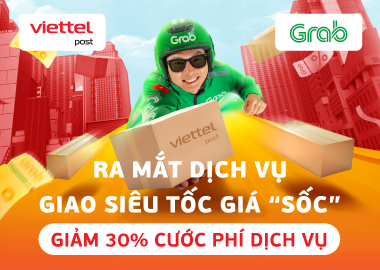 viettel
post
Grab
Grab
viettel
post
RA MẮT DỊCH VỤ
GIAO SIÊU TỐC GIÁ “SỐC”
GIẢM 30% CƯỚC PHÍ DỊCH VỤ